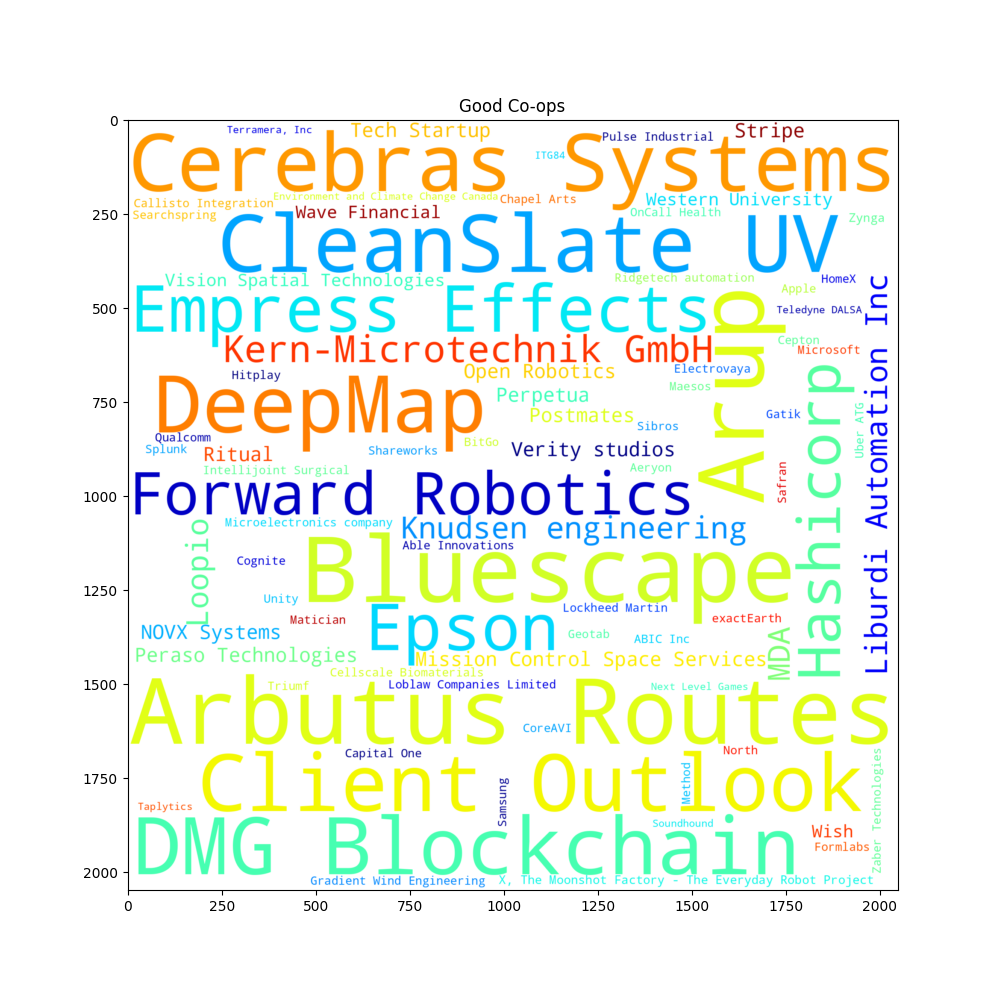 Good Co-ops
0
Terramera, Inc
Tech Startup
Pulse Industrial
Stripe
Cerebras Systems
ITG84
Environment and Climate Change Canada
Callisto Integration
Chapel Arts
Western University
Searchspring
Wave Financial
OnCall Health
Zynga
250
CleanSlate UV
Vision Spatial Technologies
Ridgetech automation
HomeX
Apple
500
Empress Effects
Teledyne DALSA
Arup
Liburdi Automation Inc
Kern-Microtechnik GmbH
Cepton
Microsoft
Hitplay
Open Robotics
Electrovaya
Hashicorp
DeepMap
Perpetua
Maesos
750
Postmates
Gatik
Uber ATG
Sibros
Qualcomm
Splunk
Ritual
Shareworks
BitGo
Verity studios
Intellijoint Surgical
Aeryon
Safran
1000
Forward Robotics
Loopio
Microelectronics company
Knudsen engineering
Able Innovations
Cognite
Bluescape
1250
Unity
Lockheed Martin
Matician
exactEarth
NOVX Systems
Epson
Geotab
ABIC Inc
MDA
Peraso Technologies
Mission Control Space Services
Cellscale Biomaterials
1500
Triumf
Loblaw Companies Limited
Next Level Games
Arbutus Routes
CoreAVI
Capital One
North
1750
Client Outlook
Method
Samsung
Zaber Technologies
Taplytics
Soundhound
Wish
DMG Blockchain
Formlabs
2000
Gradient Wind Engineering
X, The Moonshot Factory - The Everyday Robot Project
0 250 500 750 1000 1250 1500 1750 2000